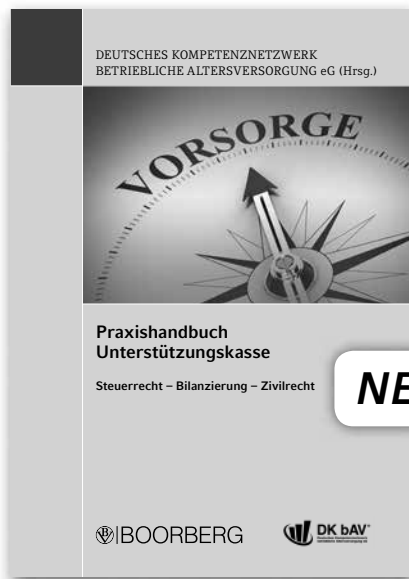 DEUTSCHES KOMPETENZNETZWERK
BETRIEBLICHE ALTERSVERSORGUNG eG (Hrsg.)
VORSORGE
Praxishandbuch
Unterstützungskasse
Steuerrecht – Bilanzierung – Zivilrecht
NE
BOORBERG
DK bAV